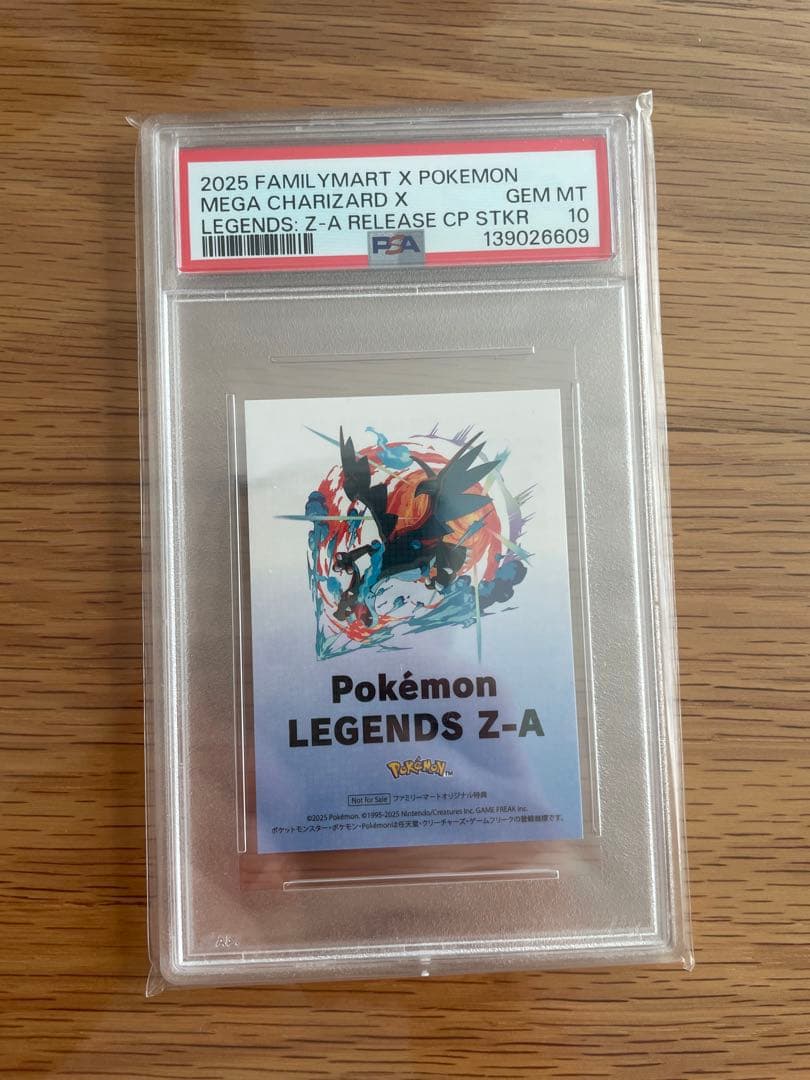 2025 FAMILYMART X POKEMON
MEGA CHARIZARD X GEM MT
LEGENDS: Z-A RELEASE CP STKR 10
PSA 139026609
Pokémon
LEGENDS Z-A
POKéMON TM
Not for Sale ファミリーマートオリジナル特典
©2025 Pokémon. ©1995-2025 Nintendo/Creatures Inc. GAME FREAK inc.
ポケットモンスター・ポケモン・Pokémonは任天堂・クリーチャーズ・ゲームフリークの登録商標です。